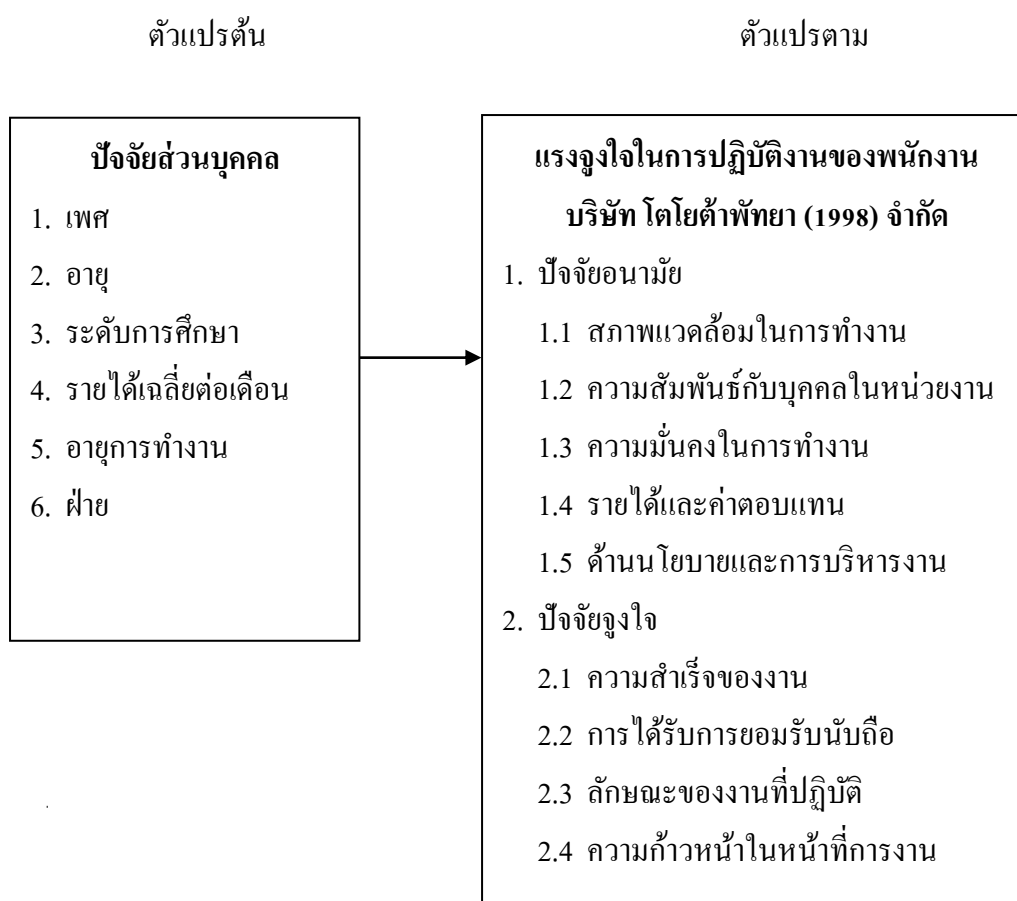 ตัวแปรต้น
ตัวแปรตาม
ปัจจัยส่วนบุคคล
1. เพศ
2. อายุ
3. ระดับการศึกษา
4. รายได้เฉลี่ยต่อเดือน
5. อายุการทำงาน
6. ฝ่าย
แรงจูงใจในการปฏิบัติงานของพนักงาน
บริษัท โตโยต้าพัทยา (1998) จำกัด
1. ปัจจัยอนามัย
1.1 สภาพแวดล้อมในการทำงาน
1.2 ความสัมพันธ์กับบุคคลในหน่วยงาน
1.3 ความมั่นคงในการทำงาน
1.4 รายได้และค่าตอบแทน
1.5 ด้านนโยบายและการบริหารงาน
2. ปัจจัยจูงใจ
2.1 ความสำเร็จของงาน
2.2 การได้รับการยอมรับนับถือ
2.3 ลักษณะของงานที่ปฏิบัติ
2.4 ความก้าวหน้าในหน้าที่การงาน